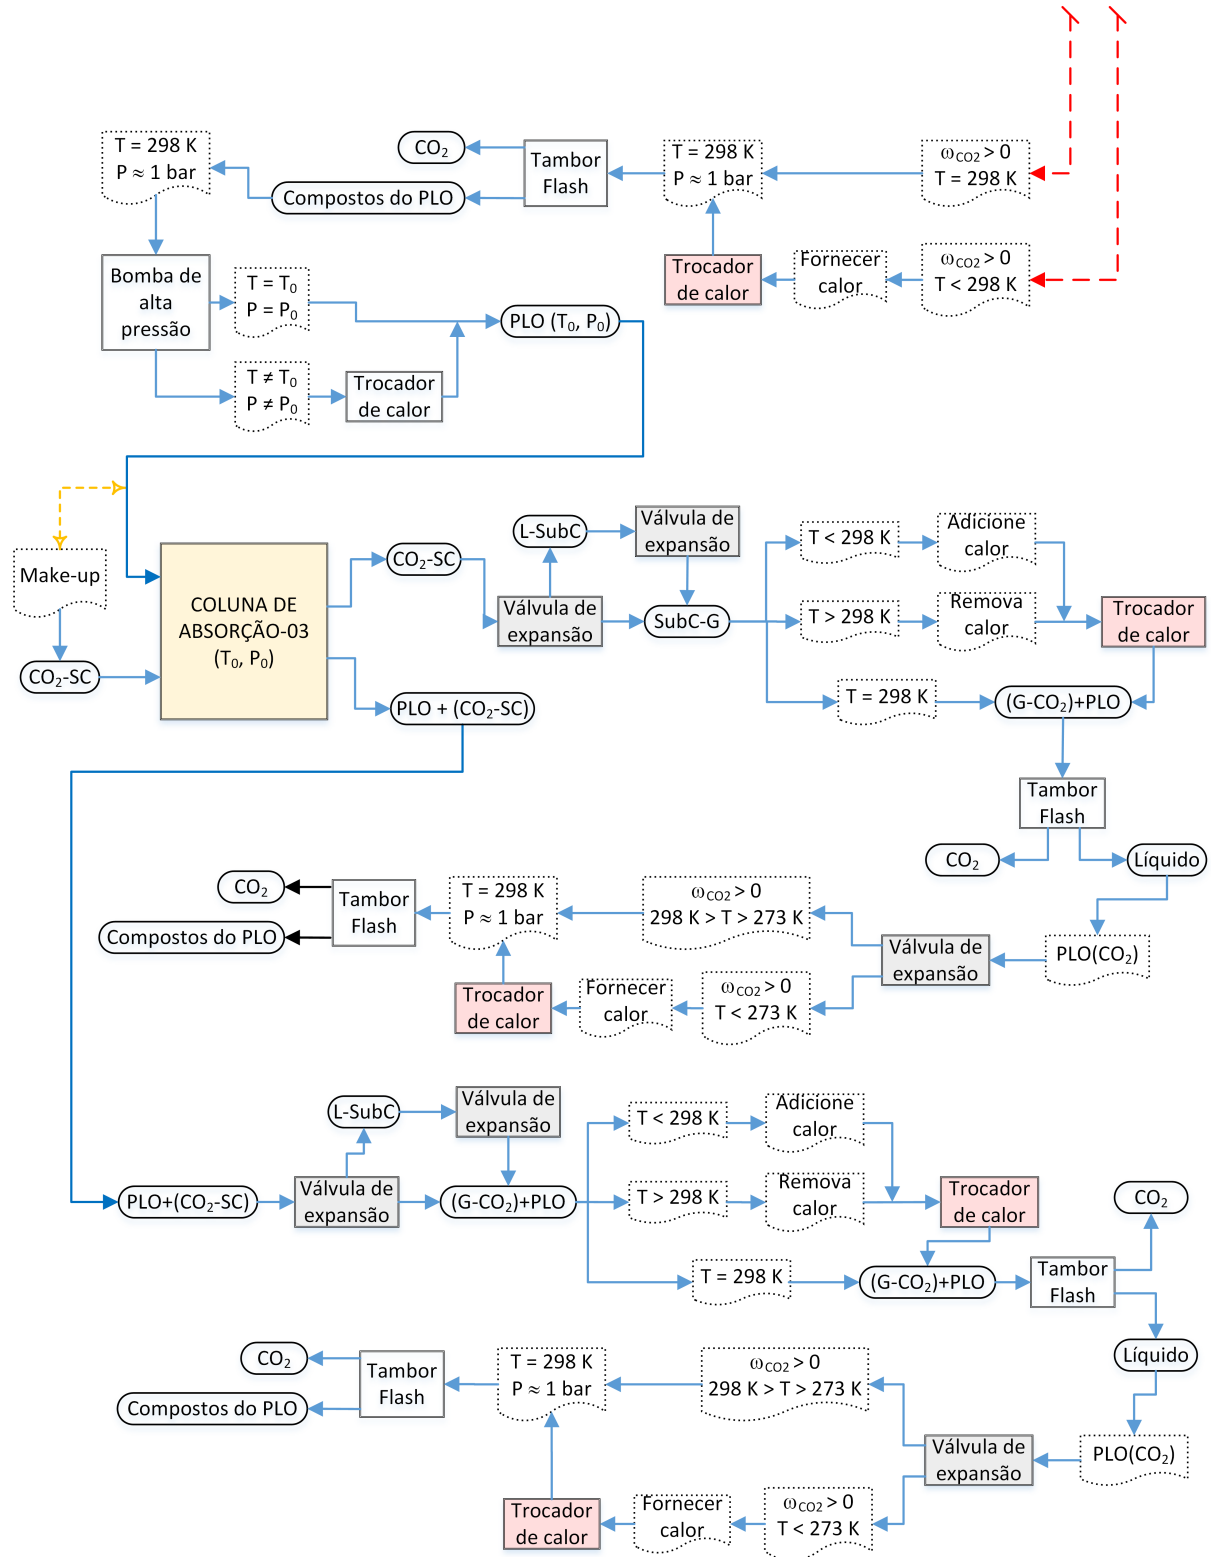 T = 298 K
P ≈ 1 bar
CO₂
Compostos do PLO
Tambor
Flash
T = 298 K
P ≈ 1 bar
ω_CO2 > 0
T = 298 K
Trocador
de calor
Fornecer
calor
ω_CO2 > 0
T < 298 K
Bomba de
alta
pressão
T = T₀
P = P₀
PLO (T₀, P₀)
T ≠ T₀
P ≠ P₀
Trocador
de calor
Make-up
CO₂-SC
COLUNA DE
ABSORÇÃO-03
(T₀, P₀)
CO₂-SC
PLO + (CO₂-SC)
L-SubC
Válvula de
expansão
Válvula de
expansão
SubC-G
T < 298 K
Adicione
calor
T > 298 K
Remova
calor
Trocador
de calor
T = 298 K
(G-CO₂)+PLO
Tambor
Flash
CO₂
Líquido
PLO(CO₂)
Válvula de
expansão
ω_CO2 > 0
298 K > T > 273 K
T = 298 K
P ≈ 1 bar
Tambor
Flash
CO₂
Compostos do PLO
ω_CO2 > 0
T < 273 K
Fornecer
calor
Trocador
de calor
PLO+(CO₂-SC)
Válvula de
expansão
L-SubC
Válvula de
expansão
(G-CO₂)+PLO
T < 298 K
Adicione
calor
T > 298 K
Remova
calor
Trocador
de calor
T = 298 K
(G-CO₂)+PLO
Tambor
Flash
CO₂
Líquido
PLO(CO₂)
Válvula de
expansão
ω_CO2 > 0
298 K > T > 273 K
T = 298 K
P ≈ 1 bar
Tambor
Flash
CO₂
Compostos do PLO
ω_CO2 > 0
T < 273 K
Fornecer
calor
Trocador
de calor